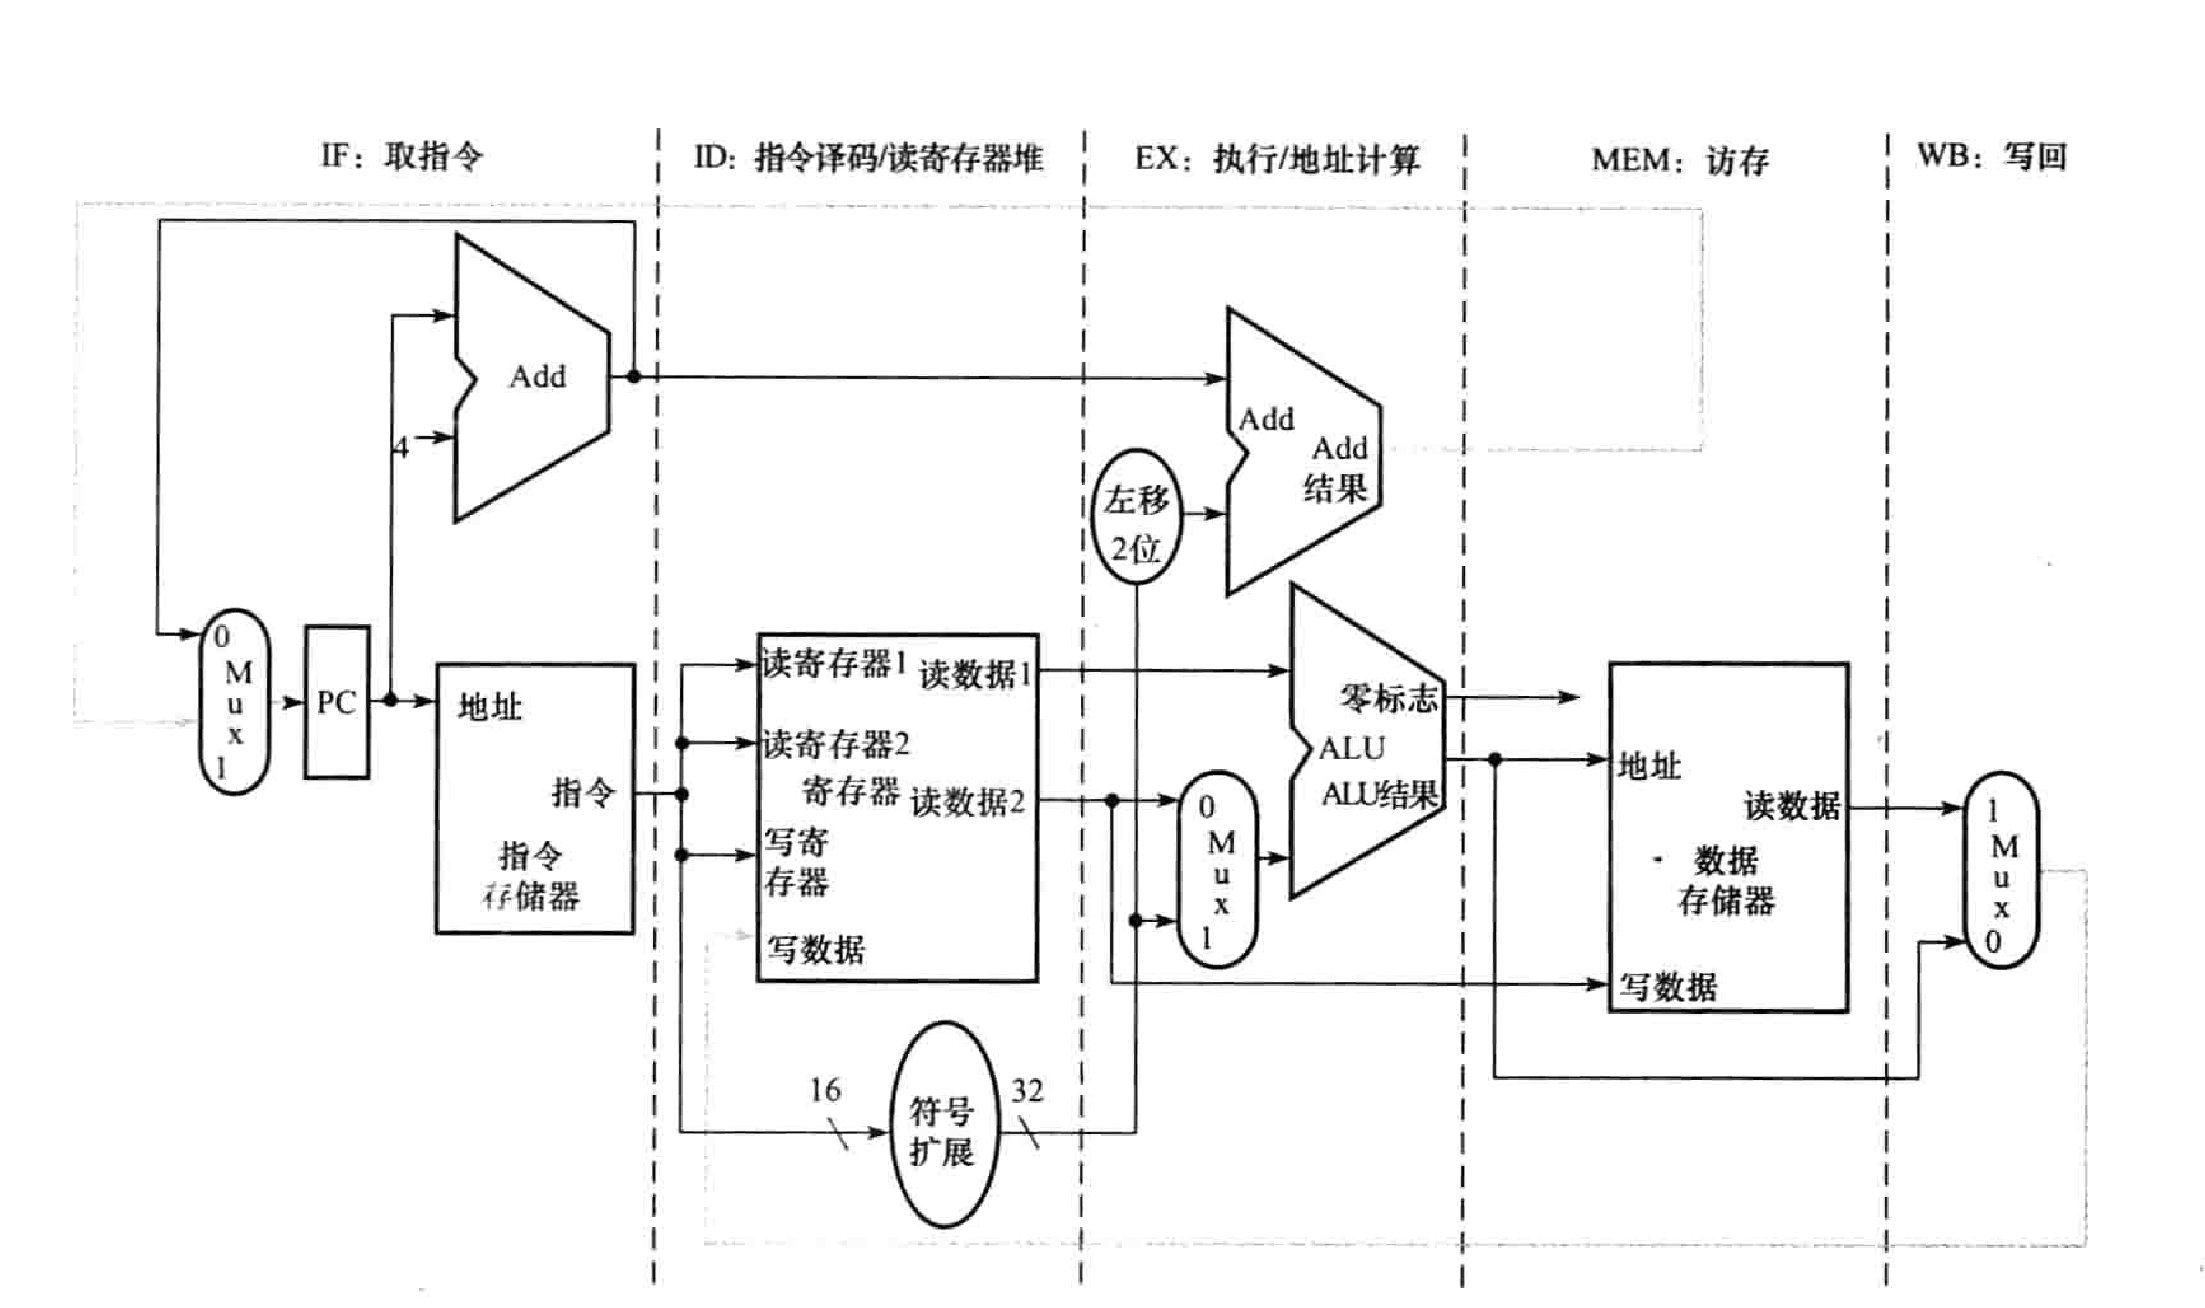 IF：取指令
ID：指令译码/读寄存器堆
EX：执行/地址计算
MEM：访存
WB：写回
Add
4
Add
Add
结果
左移
2位
0
M
u
x
1
PC
地址
指令
指令
存储器
读寄存器1
读数据1
读寄存器2
寄存器
读数据2
写寄
存器
写数据
零标志
ALU
ALU结果
0
M
u
x
1
地址
读数据
数据
存储器
写数据
1
M
u
x
0
16
符号
扩展
32